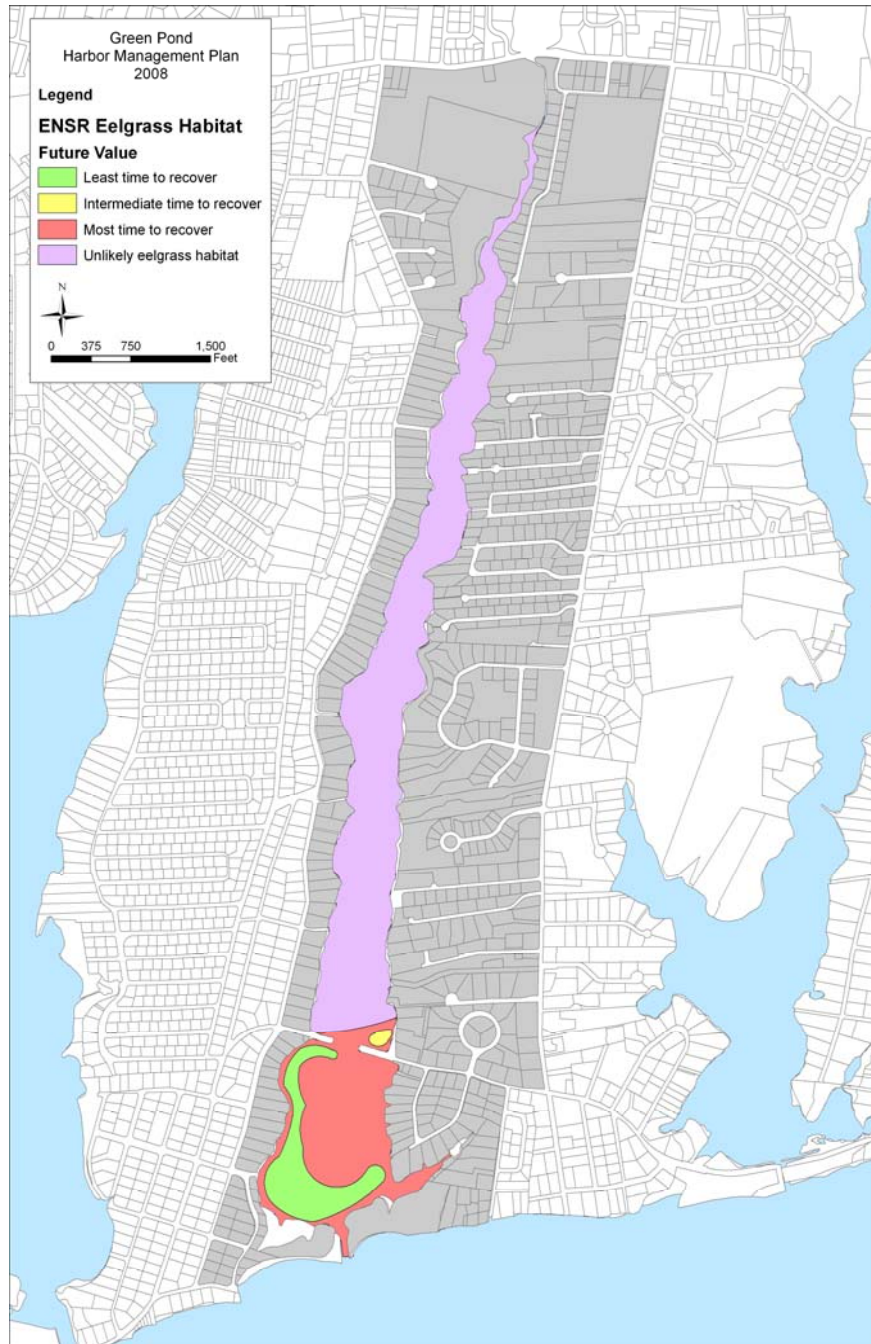 Green Pond
Harbor Management Plan
2008
Legend
ENSR Eelgrass Habitat
Future Value
Least time to recover
Intermediate time to recover
Most time to recover
Unlikely eelgrass habitat
N
0 375 750 1,500
Feet